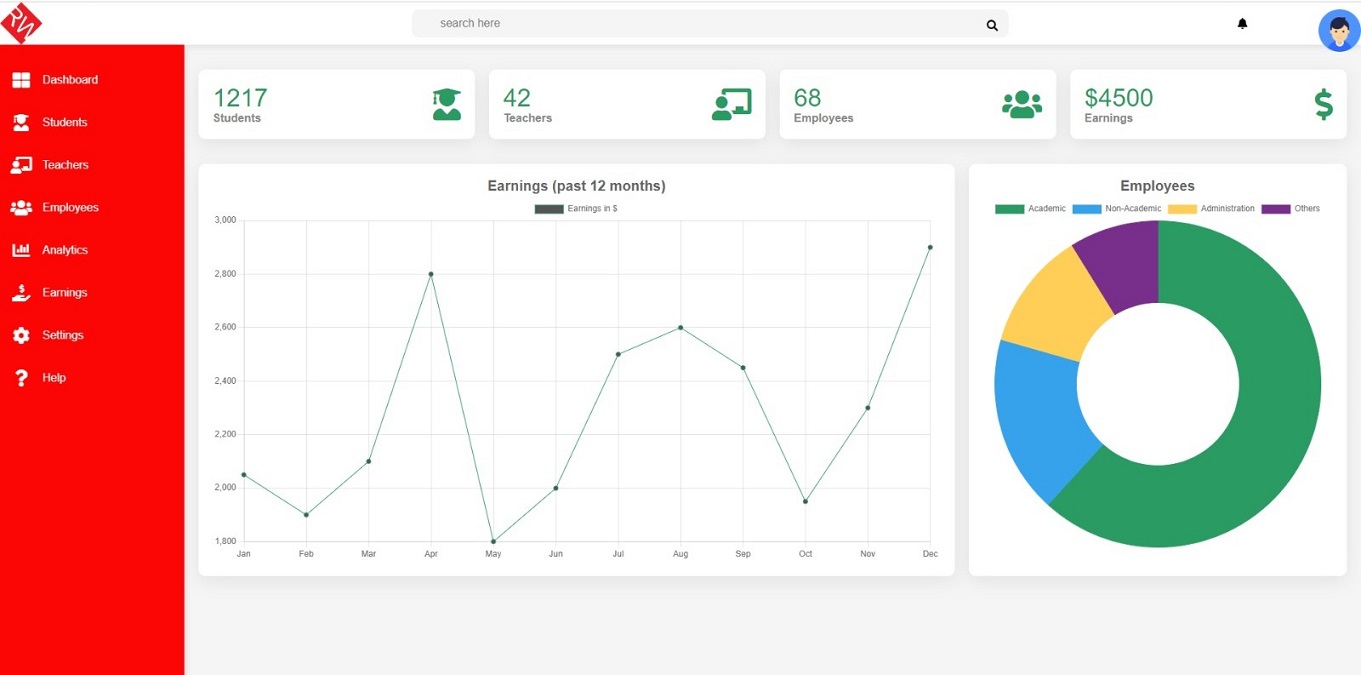 RW
search here
Dashboard
Students
Teachers
Employees
Analytics
Earnings
Settings
Help
1217
Students
42
Teachers
68
Employees
$4500
Earnings
Earnings (past 12 months)
Earnings in $
3,000
2,800
2,600
2,400
2,200
2,000
1,800
Jan Feb Mar Apr May Jun Jul Aug Sep Oct Nov Dec
Employees
Academic Non-Academic Administration Others